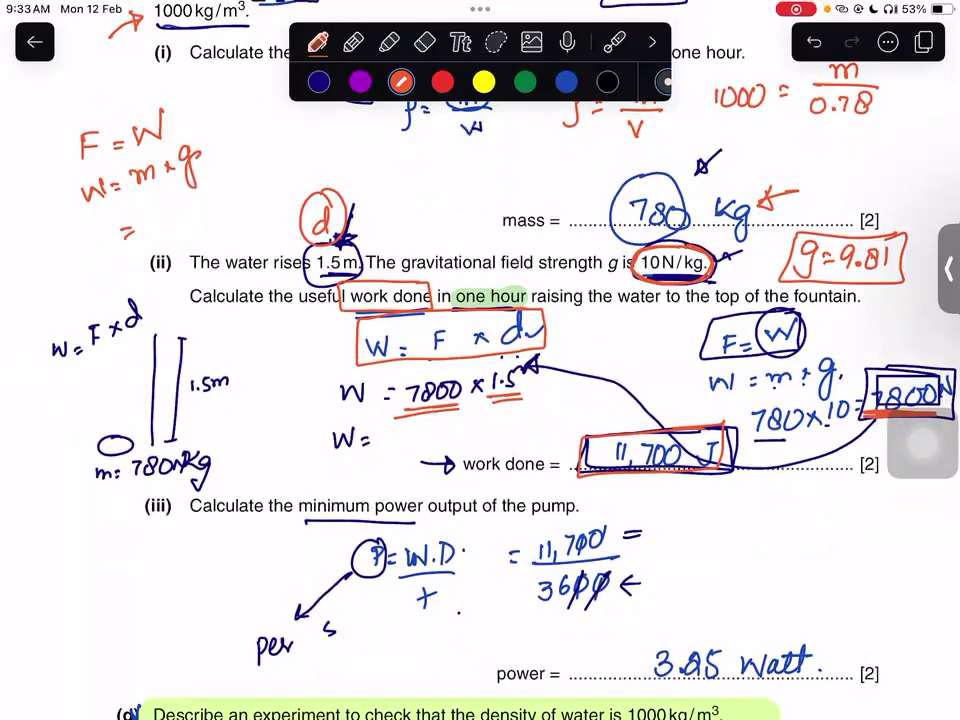 9:33 AM Mon 12 Feb
53%
1000 kg/m³.
(i) Calculate the
one hour.
Tt
1000 = m / 0.78
ρ =
V
ρ =
V
F = W
W = m × g
=
d
mass = 780 kg [2]
(ii) The water rises 1.5 m. The gravitational field strength g is 10 N/kg.
g = 9.81
Calculate the useful work done in one hour raising the water to the top of the fountain.
W = F × d
W = F × d
F = W
1.5m
W = 7800 × 1.5
W = m × g.
780 × 10 = 7800 N
W =
m = 780 Kg
work done = 11,700 J [2]
(iii) Calculate the minimum power output of the pump.
P = W.D. / t = 11,700 / 3600
per s
power = 3.25 Watt. [2]
Describe an experiment to check that the density of water is 1000 kg/m³.